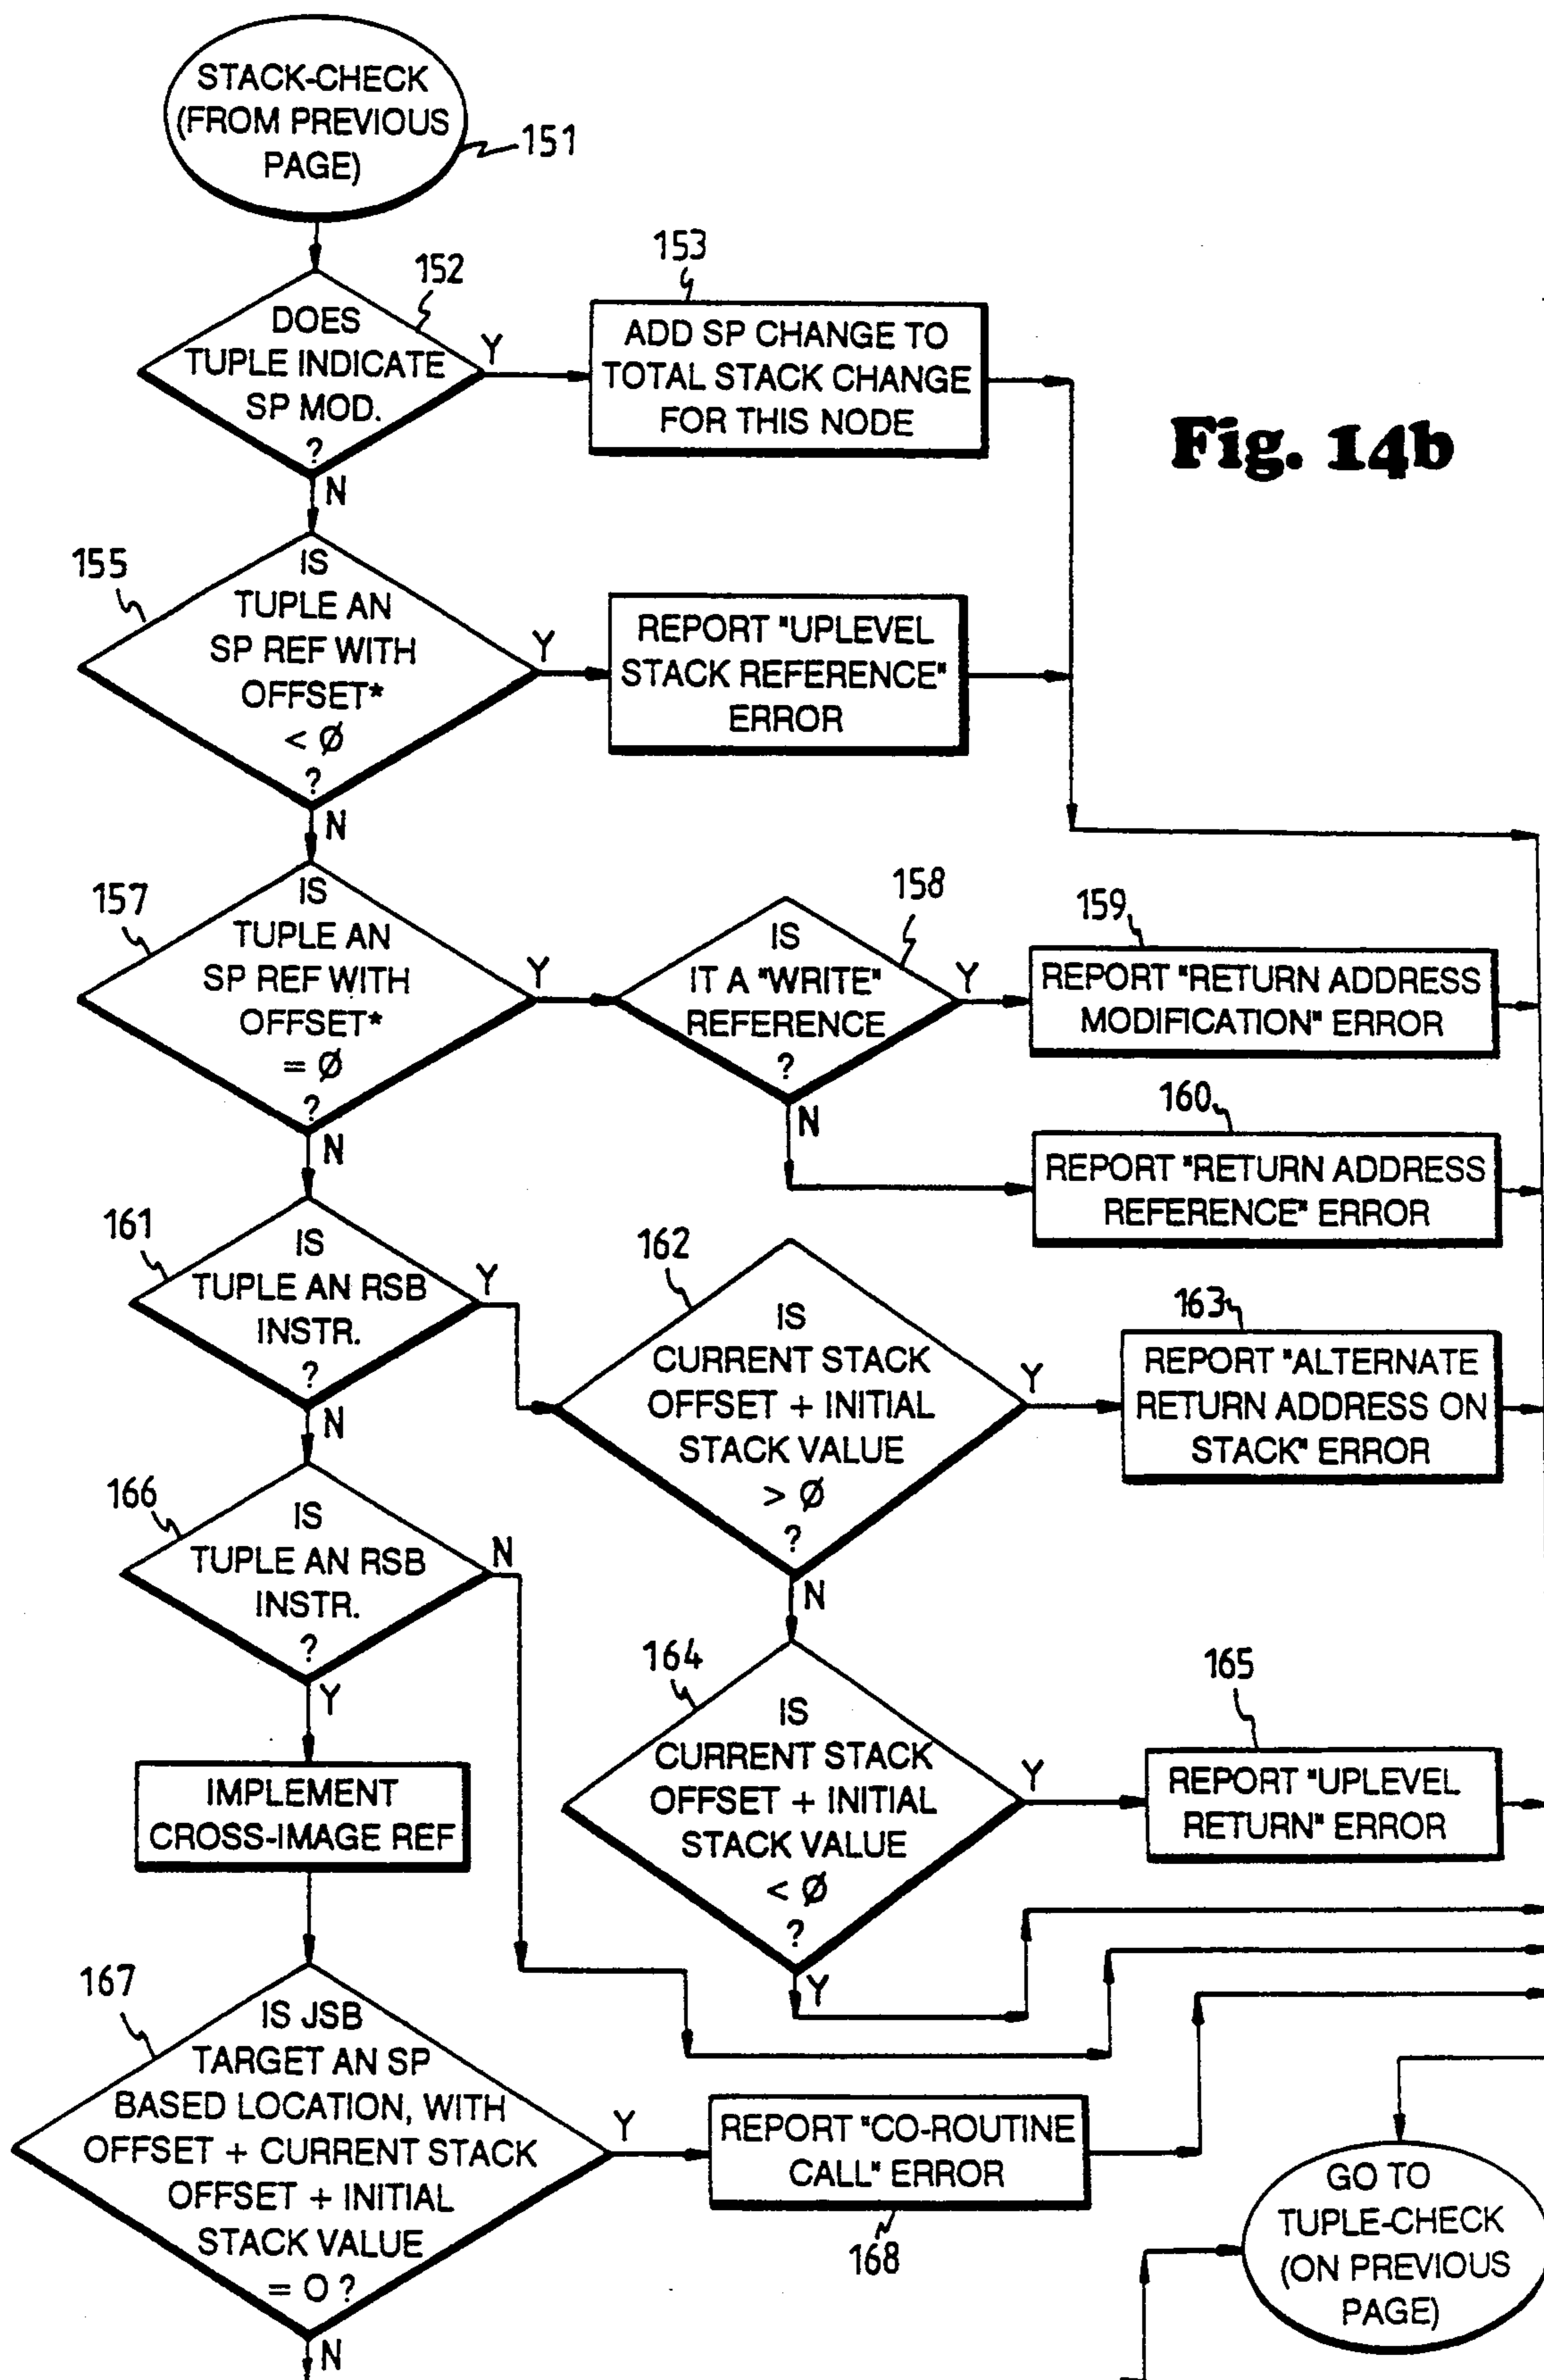 STACK-CHECK
(FROM PREVIOUS
PAGE)
151
152
DOES
TUPLE INDICATE
SP MOD.
?
Y
N
153
ADD SP CHANGE TO
TOTAL STACK CHANGE
FOR THIS NODE
Fig. 14b
155
IS
TUPLE AN
SP REF WITH
OFFSET*
< Ø
?
Y
N
REPORT "UPLEVEL
STACK REFERENCE"
ERROR
157
IS
TUPLE AN
SP REF WITH
OFFSET*
= Ø
?
Y
N
158
IS
IT A "WRITE"
REFERENCE
?
Y
N
159
REPORT "RETURN ADDRESS
MODIFICATION" ERROR
160
REPORT "RETURN ADDRESS
REFERENCE" ERROR
161
IS
TUPLE AN RSB
INSTR.
?
Y
N
162
IS
CURRENT STACK
OFFSET + INITIAL
STACK VALUE
> Ø
?
Y
N
163
REPORT "ALTERNATE
RETURN ADDRESS ON
STACK" ERROR
166
IS
TUPLE AN RSB
INSTR.
?
N
Y
164
IS
CURRENT STACK
OFFSET + INITIAL
STACK VALUE
< Ø
?
Y
Y
165
REPORT "UPLEVEL
RETURN" ERROR
IMPLEMENT
CROSS-IMAGE REF
167
IS JSB
TARGET AN SP
BASED LOCATION, WITH
OFFSET + CURRENT STACK
OFFSET + INITIAL
STACK VALUE
= O ?
Y
N
REPORT "CO-ROUTINE
CALL" ERROR
168
GO TO
TUPLE-CHECK
(ON PREVIOUS
PAGE)